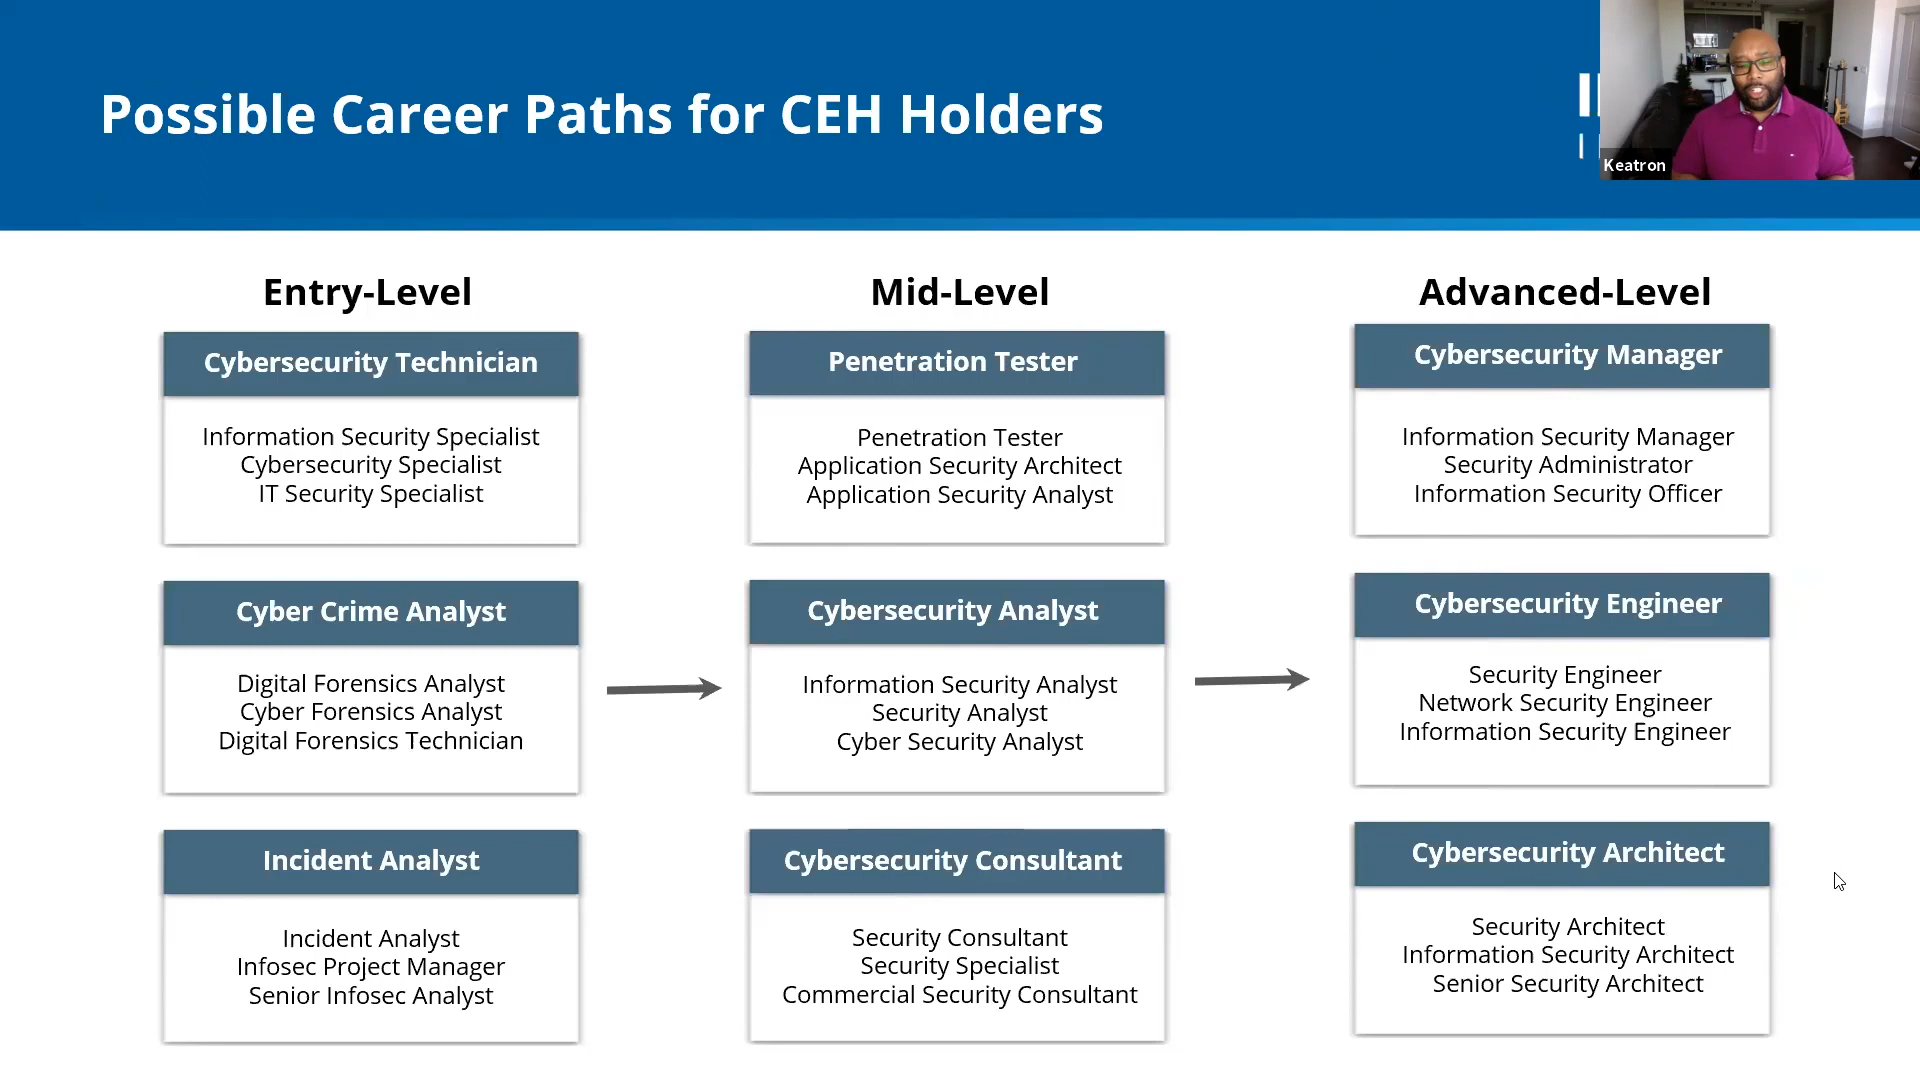 Possible Career Paths for CEH Holders
Keatron
Entry-Level
Cybersecurity Technician
Information Security Specialist
Cybersecurity Specialist
IT Security Specialist
Cyber Crime Analyst
Digital Forensics Analyst
Cyber Forensics Analyst
Digital Forensics Technician
Incident Analyst
Incident Analyst
Infosec Project Manager
Senior Infosec Analyst
Mid-Level
Penetration Tester
Penetration Tester
Application Security Architect
Application Security Analyst
Cybersecurity Analyst
Information Security Analyst
Security Analyst
Cyber Security Analyst
Cybersecurity Consultant
Security Consultant
Security Specialist
Commercial Security Consultant
Advanced-Level
Cybersecurity Manager
Information Security Manager
Security Administrator
Information Security Officer
Cybersecurity Engineer
Security Engineer
Network Security Engineer
Information Security Engineer
Cybersecurity Architect
Security Architect
Information Security Architect
Senior Security Architect